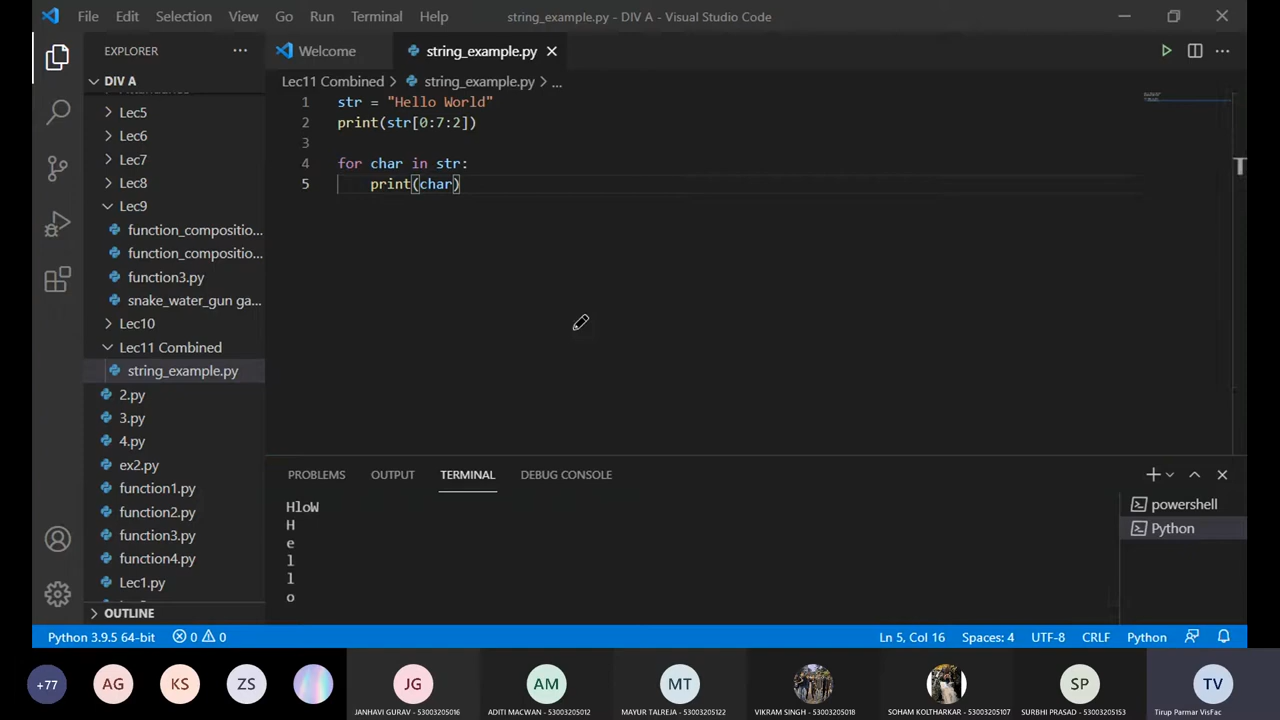 File Edit Selection View Go Run Terminal Help string_example.py - DIV A - Visual Studio Code
EXPLORER ...
Welcome string_example.py
DIV A
Lec11 Combined > string_example.py > ...
Lec5
Lec6
Lec7
Lec8
Lec9
function_compositio...
function_compositio...
function3.py
snake_water_gun ga...
Lec10
Lec11 Combined
string_example.py
2.py
3.py
4.py
ex2.py
function1.py
function2.py
function3.py
function4.py
Lec1.py
OUTLINE
1 str = "Hello World"
2 print(str[0:7:2])
3
4 for char in str:
5 print(char)
T
PROBLEMS OUTPUT TERMINAL DEBUG CONSOLE
HloW
H
e
l
l
o
powershell
Python
Python 3.9.5 64-bit 0 0 Ln 5, Col 16 Spaces: 4 UTF-8 CRLF Python
+77 AG KS ZS JG AM MT SP TV
JANHAVI GURAV - 53003205016
ADITI MACWAN - 53003205012
MAYUR TALREJA - 53003205122
VIKRAM SINGH - 53003205018
SOHAM KOLTHARKAR - 53003205107
SURBHI PRASAD - 53003205153
Tirup Parmar VisFac